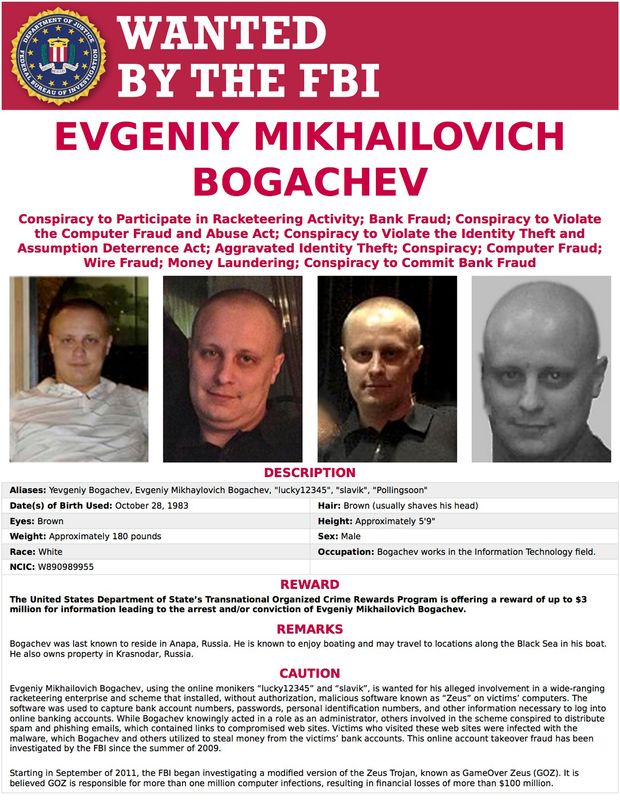 WANTED
BY THE FBI
EVGENIY MIKHAILOVICH
BOGACHEV
Conspiracy to Participate in Racketeering Activity; Bank Fraud; Conspiracy to Violate
the Computer Fraud and Abuse Act; Conspiracy to Violate the Identity Theft and
Assumption Deterrence Act; Aggravated Identity Theft; Conspiracy; Computer Fraud;
Wire Fraud; Money Laundering; Conspiracy to Commit Bank Fraud
DESCRIPTION
Aliases: Yevgeniy Bogachev, Evgeniy Mikhaylovich Bogachev, "lucky12345", "slavik", "Pollingsoon"
Date(s) of Birth Used: October 28, 1983 Hair: Brown (usually shaves his head)
Eyes: Brown Height: Approximately 5'9"
Weight: Approximately 180 pounds Sex: Male
Race: White Occupation: Bogachev works in the Information Technology field.
NCIC: W890989955
REWARD
The United States Department of State's Transnational Organized Crime Rewards Program is offering a reward of up to $3
million for information leading to the arrest and/or conviction of Evgeniy Mikhailovich Bogachev.
REMARKS
Bogachev was last known to reside in Anapa, Russia. He is known to enjoy boating and may travel to locations along the Black Sea in his boat.
He also owns property in Krasnodar, Russia.
CAUTION
Evgeniy Mikhailovich Bogachev, using the online monikers "lucky12345" and "slavik", is wanted for his alleged involvement in a wide-ranging
racketeering enterprise and scheme that installed, without authorization, malicious software known as "Zeus" on victims' computers. The
software was used to capture bank account numbers, passwords, personal identification numbers, and other information necessary to log into
online banking accounts. While Bogachev knowingly acted in a role as an administrator, others involved in the scheme conspired to distribute
spam and phishing emails, which contained links to compromised web sites. Victims who visited these web sites were infected with the
malware, which Bogachev and others utilized to steal money from the victims' bank accounts. This online account takeover fraud has been
investigated by the FBI since the summer of 2009.
Starting in September of 2011, the FBI began investigating a modified version of the Zeus Trojan, known as GameOver Zeus (GOZ). It is
believed GOZ is responsible for more than one million computer infections, resulting in financial losses of more than $100 million.